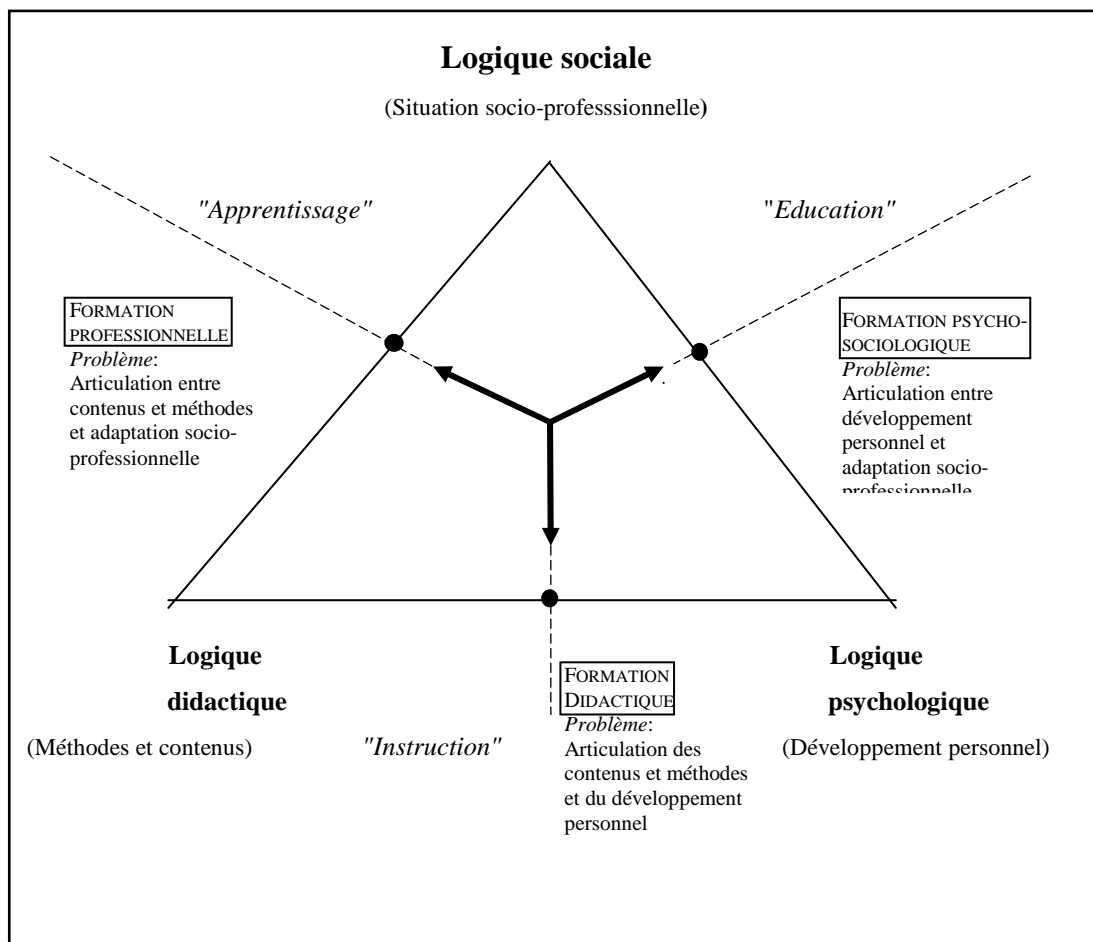 Logique sociale
(Situation socio-professsionnelle)
"Apprentissage"
"Education"
FORMATION
PROFESSIONNELLE
Problème:
Articulation entre
contenus et méthodes
et adaptation socio-
professionnelle
FORMATION PSYCHO-
SOCIOLOGIQUE
Problème:
Articulation entre
développement
personnel et
adaptation socio-
professionnelle
Logique
didactique
(Méthodes et contenus)
"Instruction"
FORMATION
DIDACTIQUE
Problème:
Articulation des
contenus et méthodes
et du développement
personnel
Logique
psychologique
(Développement personnel)